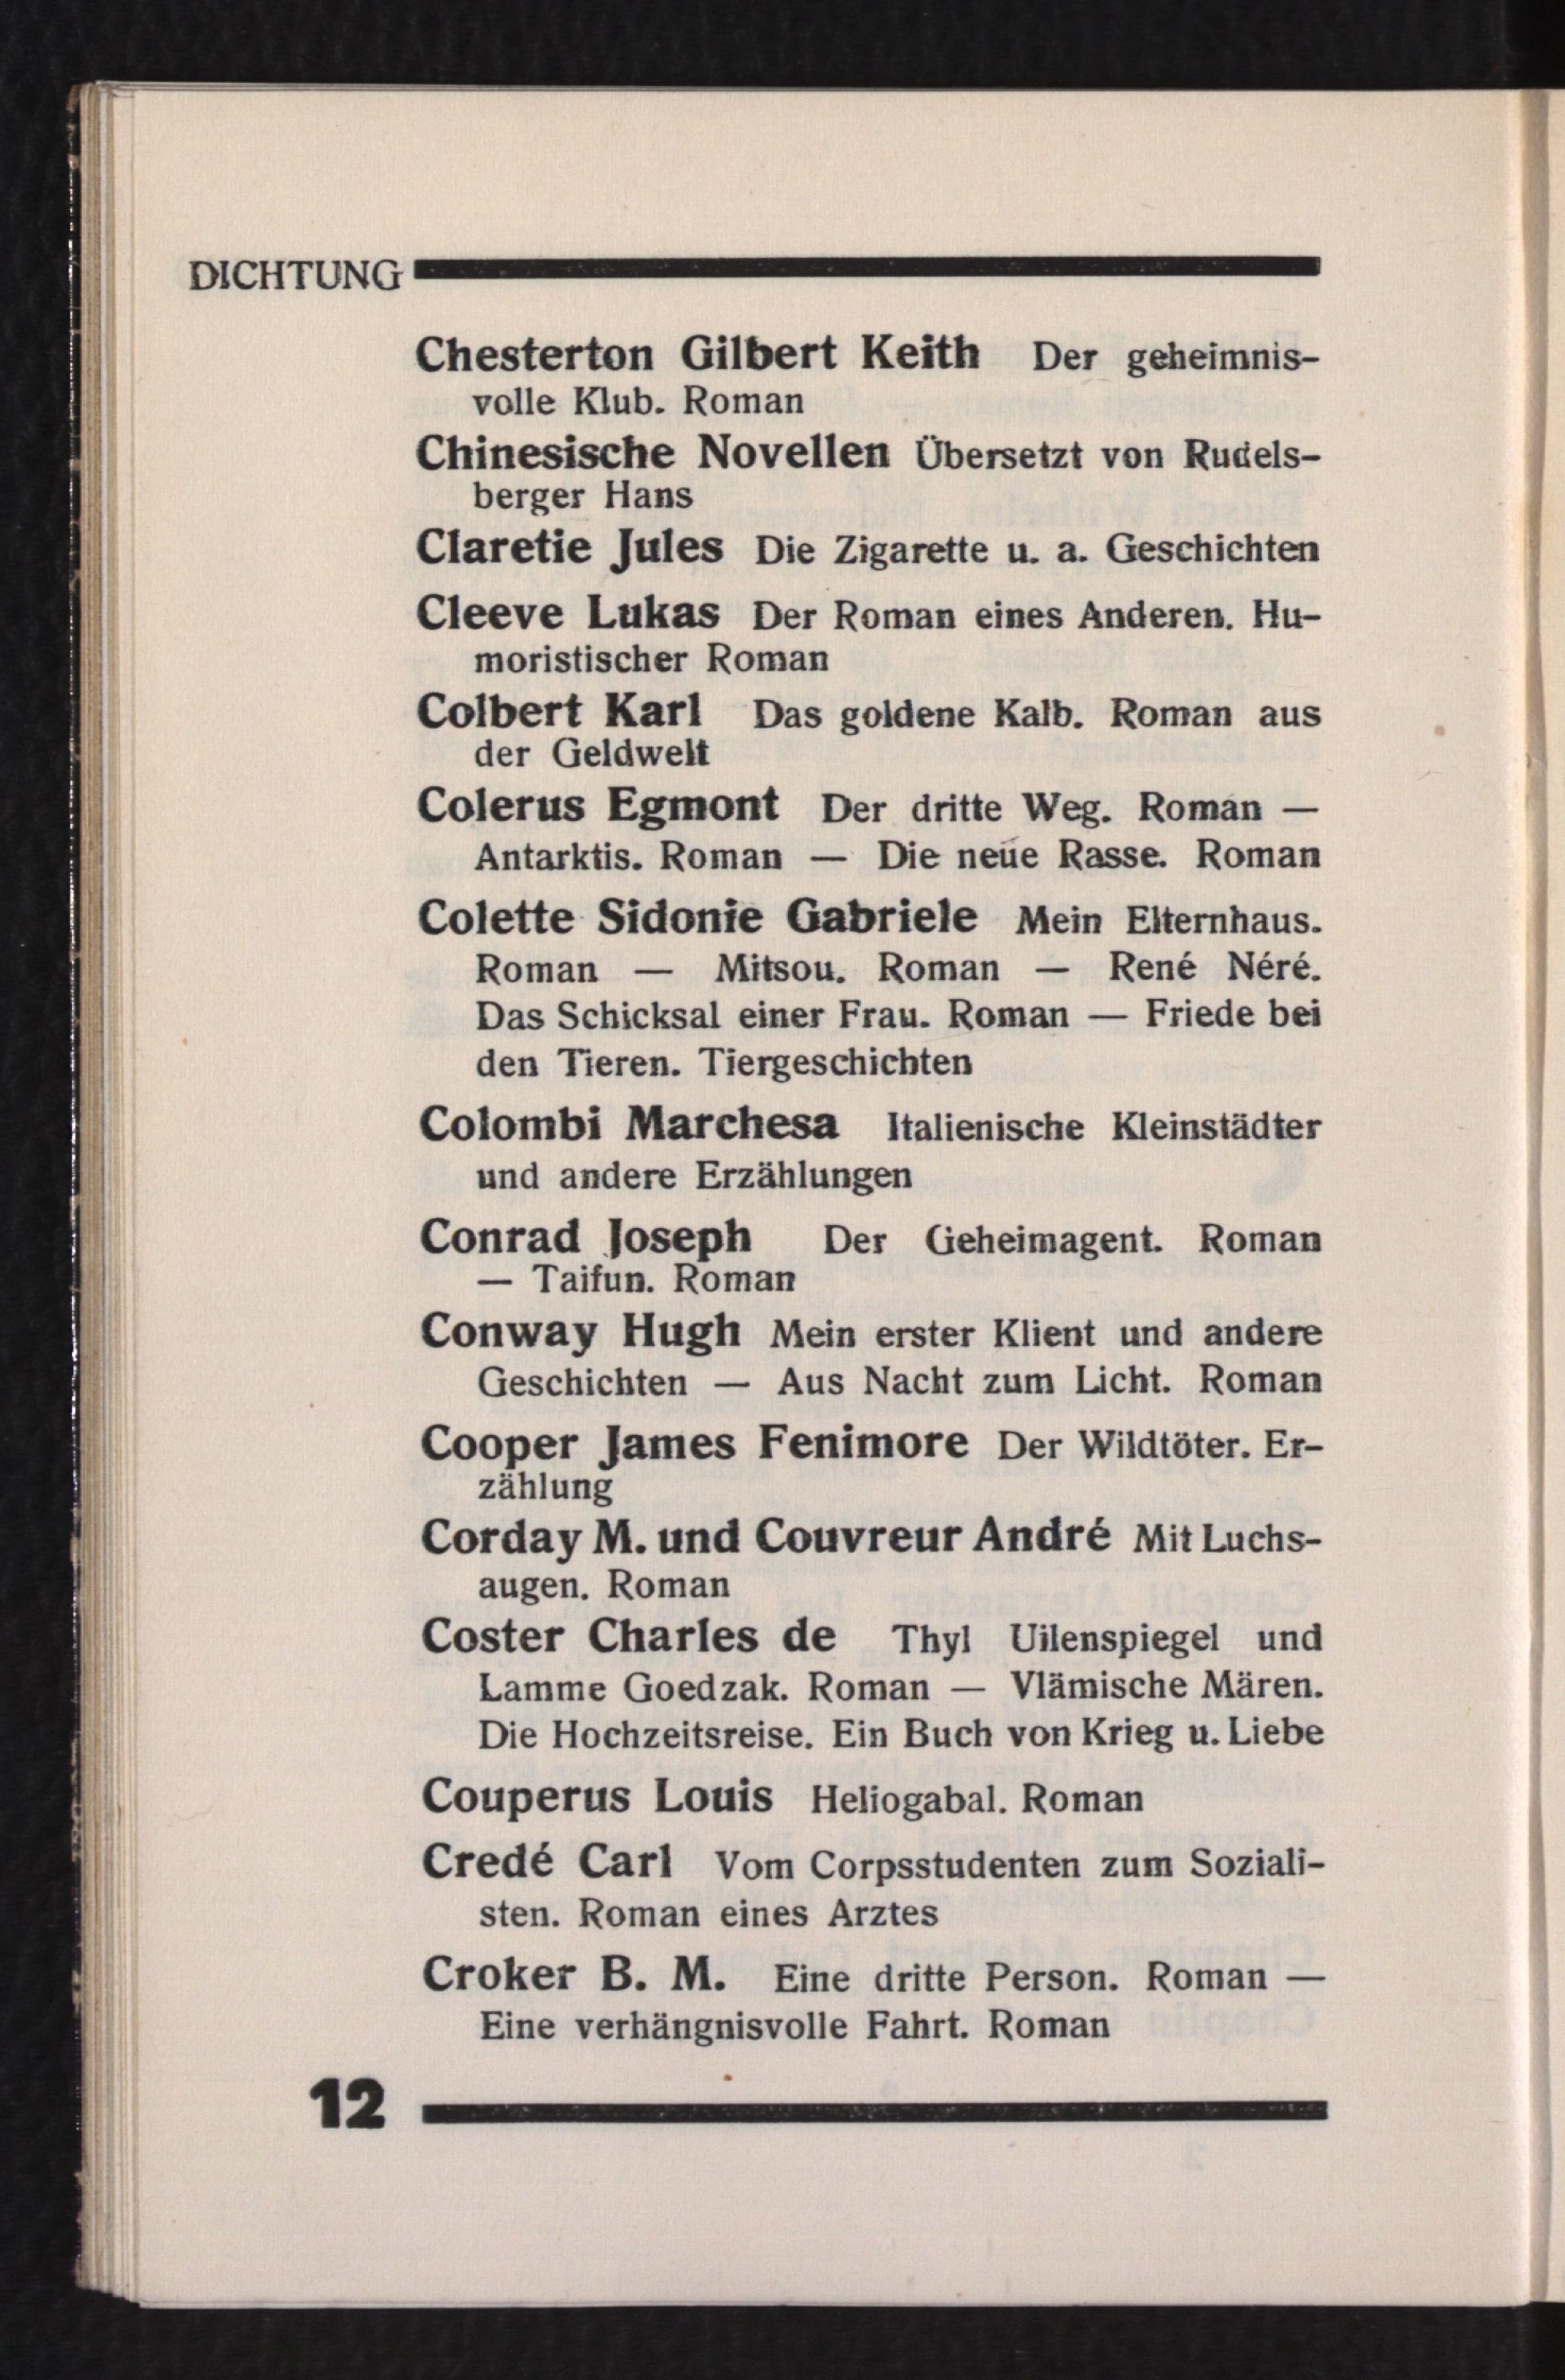 DICHTUNG
Chesterton Gilbert Keith Der geheimnis-
volle Klub. Roman
Chinesische Novellen Übersetzt von Rudels-
berger Hans
Claretie Jules Die Zigarette u. a. Geschichten
Cleeve Lukas Der Roman eines Anderen. Hu-
moristischer Roman
Colbert Karl Das goldene Kalb. Roman aus
der Geldwelt
Colerus Egmont Der dritte Weg. Roman —
Antarktis. Roman — Die neue Rasse. Roman
Colette Sidonie Gabriele Mein Elternhaus.
Roman — Mitsou. Roman — René Néré.
Das Schicksal einer Frau. Roman — Friede bei
den Tieren. Tiergeschichten
Colombi Marchesa Italienische Kleinstädter
und andere Erzählungen
Conrad Joseph Der Geheimagent. Roman
— Taifun. Roman
Conway Hugh Mein erster Klient und andere
Geschichten — Aus Nacht zum Licht. Roman
Cooper James Fenimore Der Wildtöter. Er-
zählung
Corday M. und Couvreur André Mit Luchs-
augen. Roman
Coster Charles de Thyl Uilenspiegel und
Lamme Goedzak. Roman — Vlämische Mären.
Die Hochzeitsreise. Ein Buch von Krieg u. Liebe
Couperus Louis Heliogabal. Roman
Credé Carl Vom Corpsstudenten zum Soziali-
sten. Roman eines Arztes
Croker B. M. Eine dritte Person. Roman —
Eine verhängnisvolle Fahrt. Roman
12